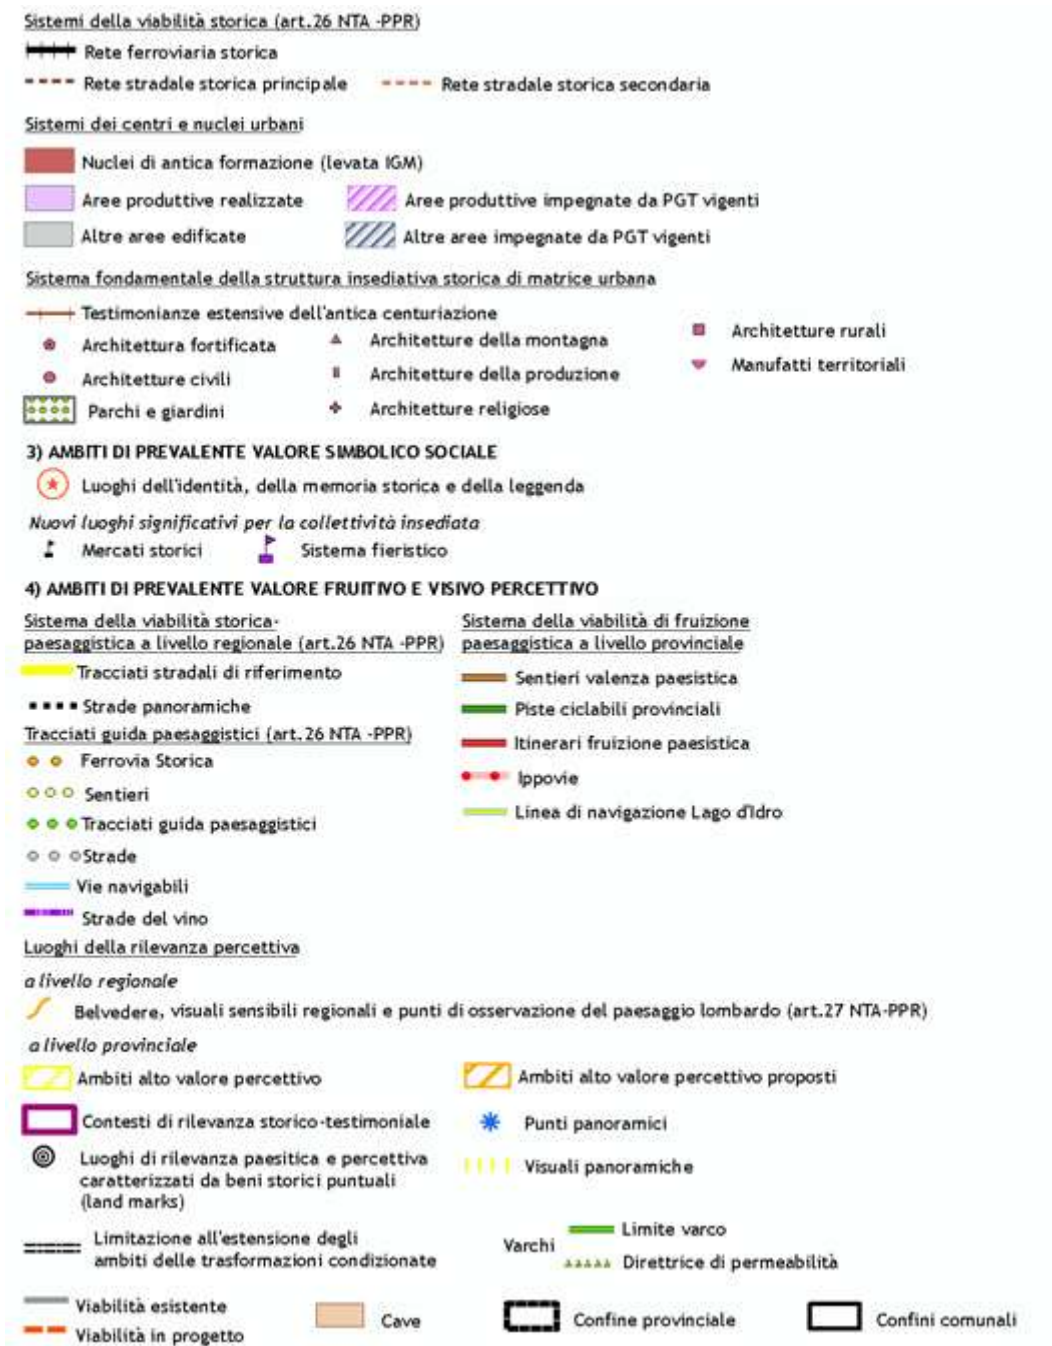 Sistemi della viabilità storica (art.26 NTA -PPR)
Rete ferroviaria storica
Rete stradale storica principale
Rete stradale storica secondaria
Sistemi dei centri e nuclei urbani
Nuclei di antica formazione (levata IGM)
Aree produttive realizzate
Aree produttive impegnate da PGT vigenti
Altre aree edificate
Altre aree impegnate da PGT vigenti
Sistema fondamentale della struttura insediativa storica di matrice urbana
Testimonianze estensive dell'antica centuriazione
Architettura fortificata
Architetture della montagna
Architetture rurali
Architetture civili
Architetture della produzione
Manufatti territoriali
Parchi e giardini
Architetture religiose
3) AMBITI DI PREVALENTE VALORE SIMBOLICO SOCIALE
Luoghi dell'identità, della memoria storica e della leggenda
Nuovi luoghi significativi per la collettività insediata
Mercati storici
Sistema fieristico
4) AMBITI DI PREVALENTE VALORE FRUITIVO E VISIVO PERCETTIVO
Sistema della viabilità storica-
paesaggistica a livello regionale (art.26 NTA -PPR)
Tracciati stradali di riferimento
Strade panoramiche
Tracciati guida paesaggistici (art.26 NTA -PPR)
Ferrovia Storica
Sentieri
Tracciati guida paesaggistici
Strade
Vie navigabili
Strade del vino
Sistema della viabilità di fruizione
paesaggistica a livello provinciale
Sentieri valenza paesistica
Piste ciclabili provinciali
Itinerari fruizione paesistica
Ippovie
Linea di navigazione Lago d'Idro
Luoghi della rilevanza percettiva
a livello regionale
Belvedere, visuali sensibili regionali e punti di osservazione del paesaggio lombardo (art.27 NTA-PPR)
a livello provinciale
Ambiti alto valore percettivo
Ambiti alto valore percettivo proposti
Contesti di rilevanza storico-testimoniale
Punti panoramici
Luoghi di rilevanza paesitica e percettiva
caratterizzati da beni storici puntuali
(land marks)
Visuali panoramiche
Limitazione all'estensione degli
ambiti delle trasformazioni condizionate
Varchi
Limite varco
Direttrice di permeabilità
Viabilità esistente
Viabilità in progetto
Cave
Confine provinciale
Confini comunali